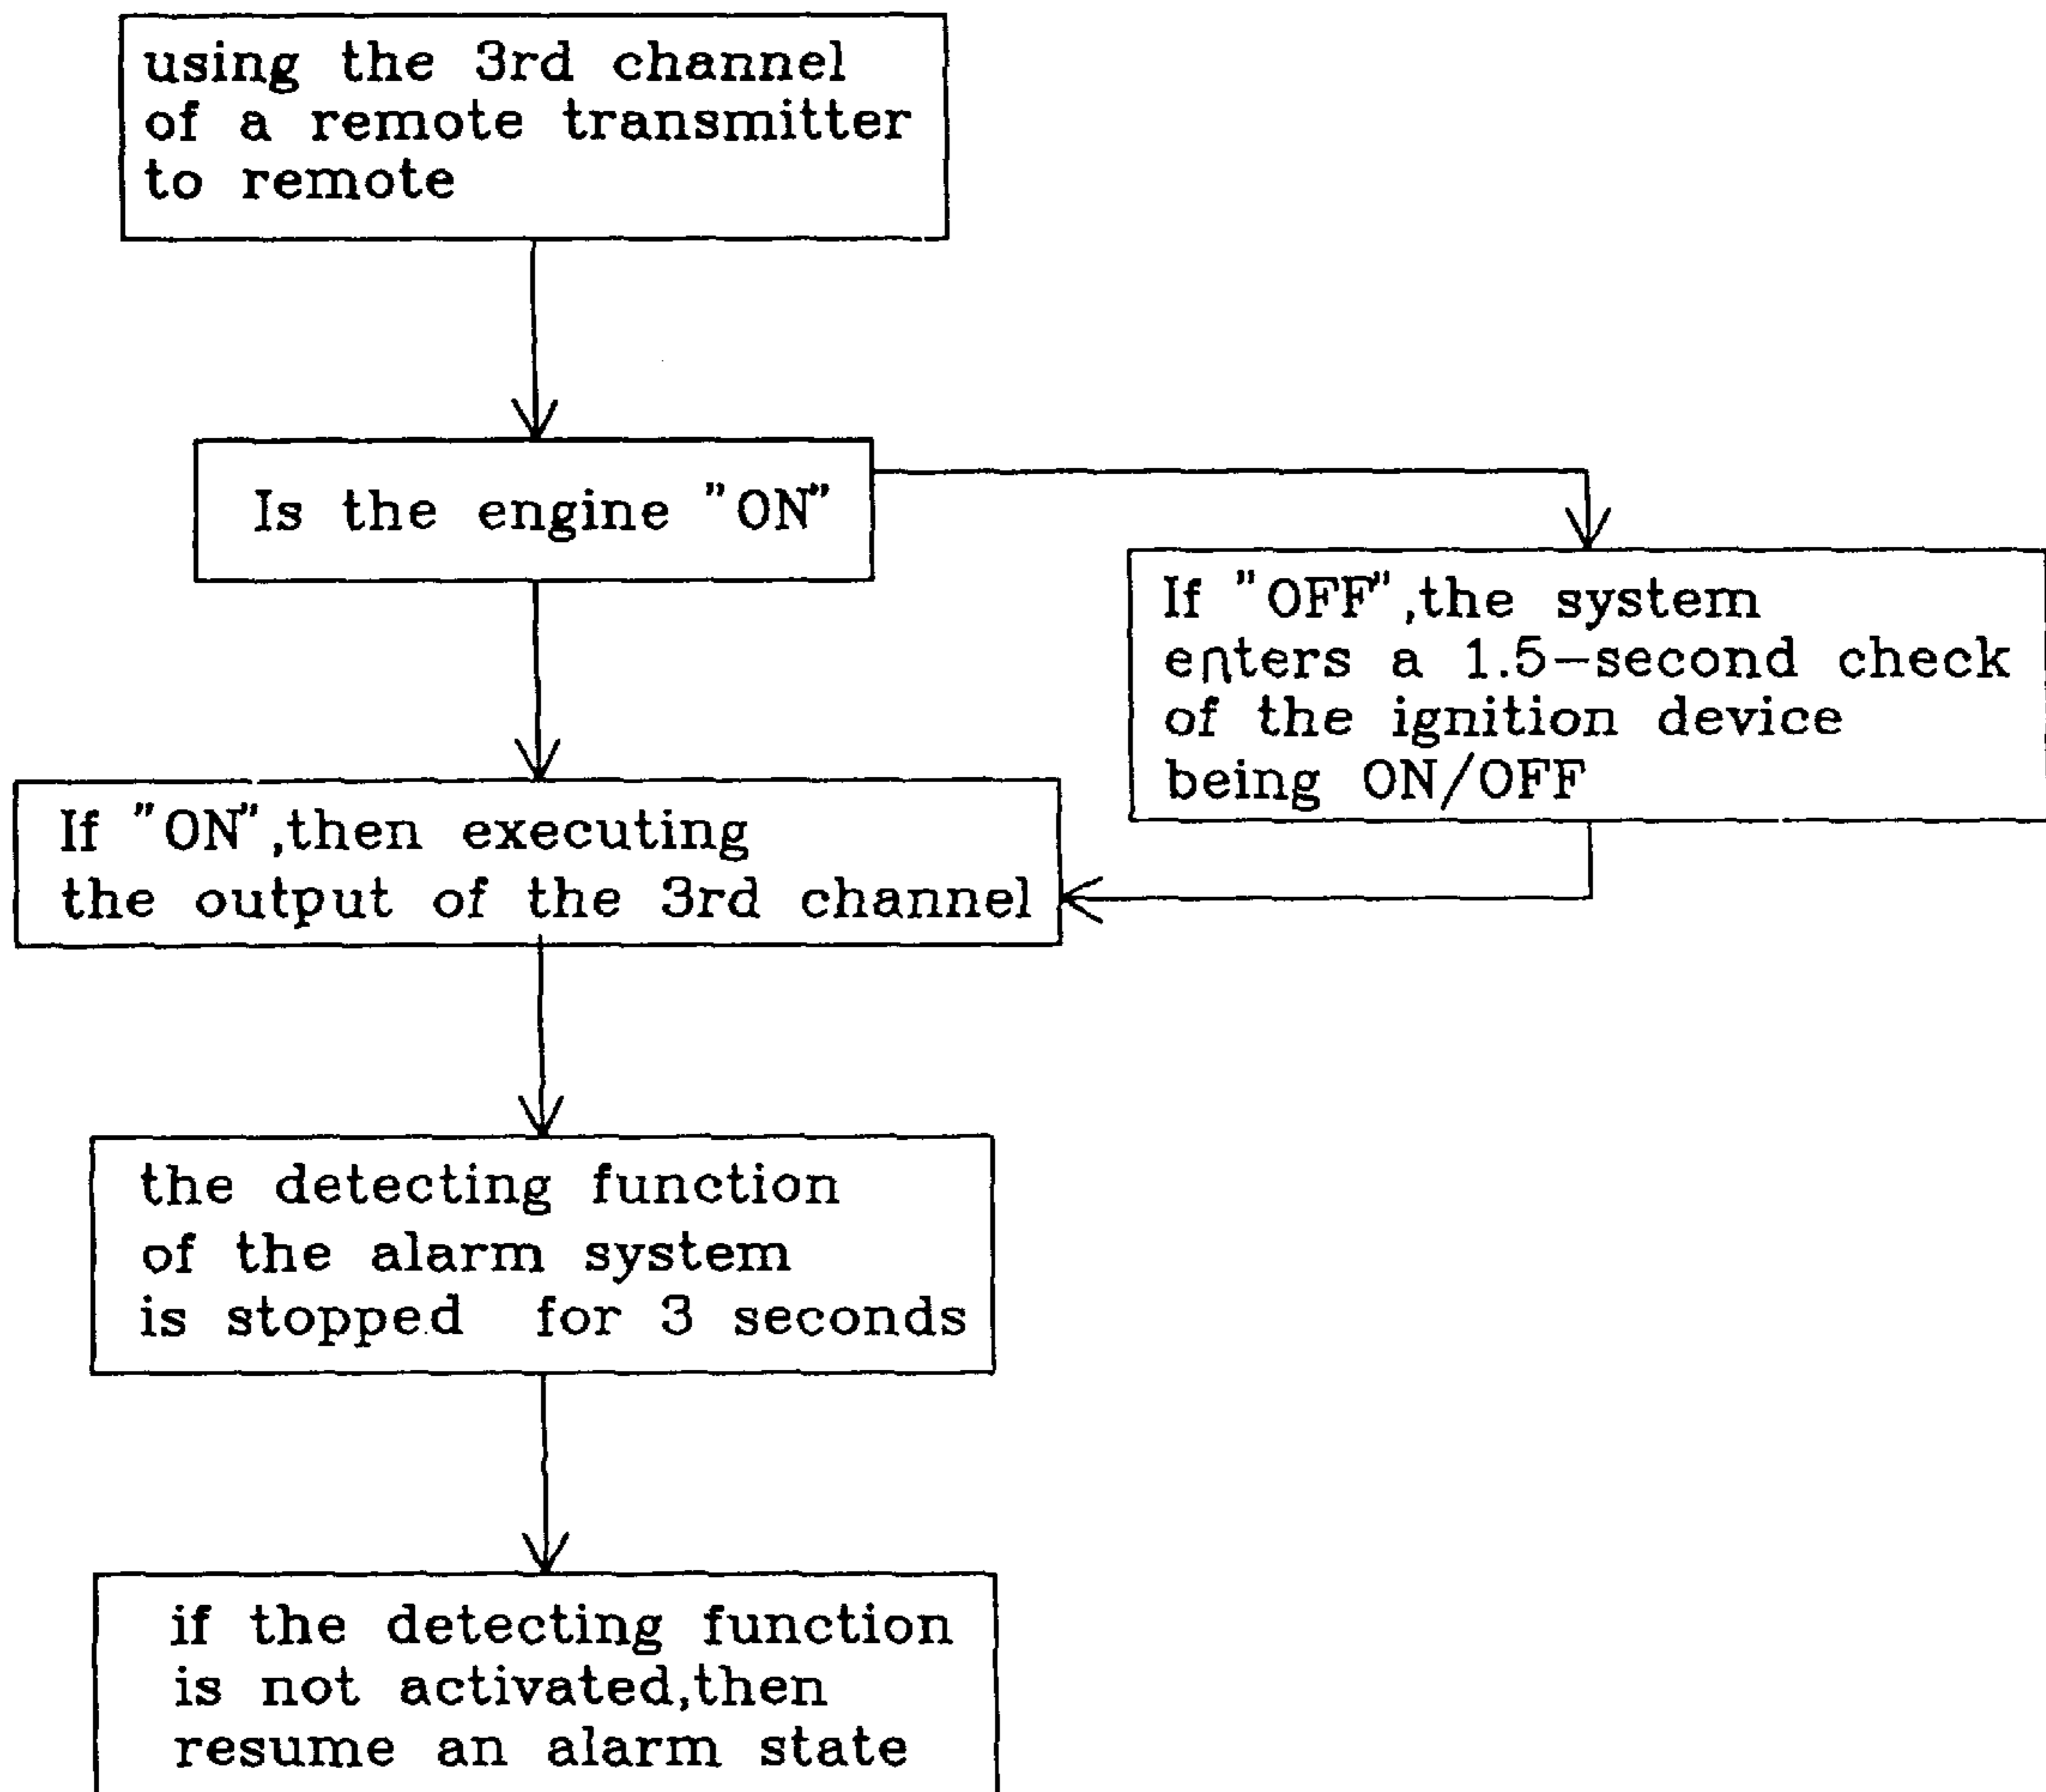 using the 3rd channel
of a remote transmitter
to remote
Is the engine "ON"
If "OFF",the system
enters a 1.5-second check
of the ignition device
being ON/OFF
If "ON",then executing
the output of the 3rd channel
the detecting function
of the alarm system
is stopped for 3 seconds
if the detecting function
is not activated,then
resume an alarm state